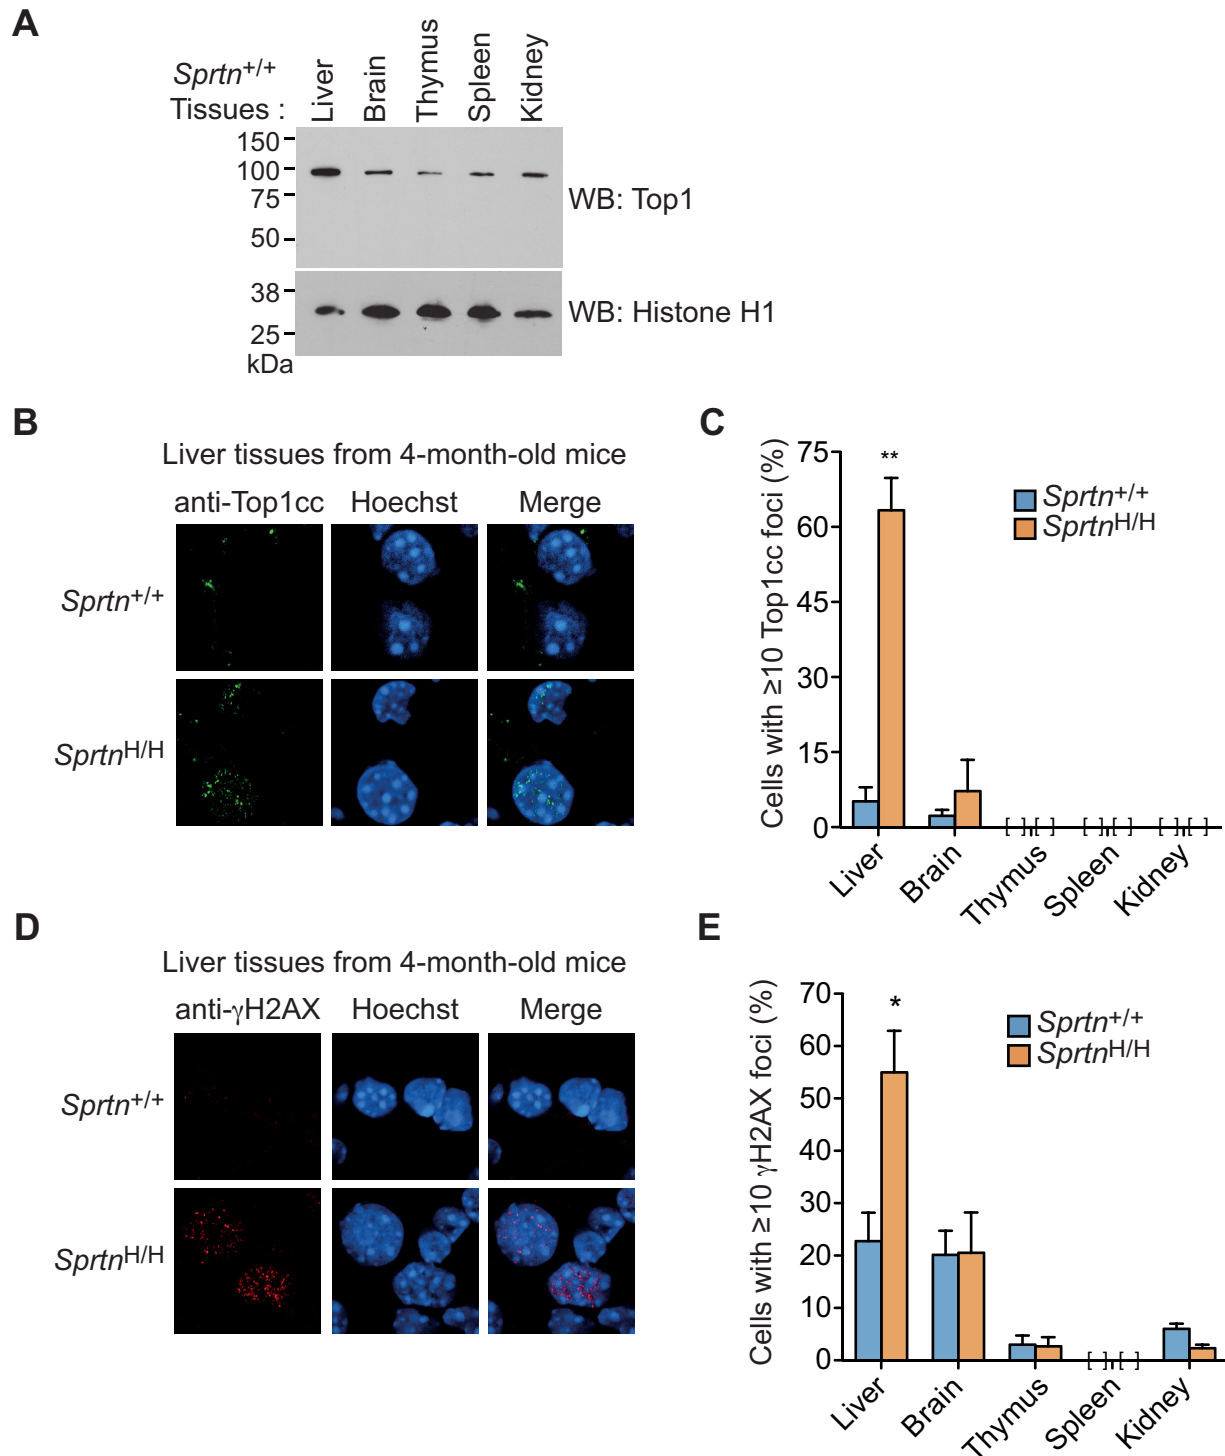 A
Sprtn+/+
Tissues :
Liver
Brain
Thymus
Spleen
Kidney
150
100
75
50
WB: Top1
38
25
kDa
WB: Histone H1
B
Liver tissues from 4-month-old mice
anti-Top1cc
Hoechst
Merge
Sprtn+/+
SprtnH/H
C
Cells with ≥10 Top1cc foci (%)
75
60
45
30
15
0
**
Sprtn+/+
SprtnH/H
[ ] [ ]
[ ] [ ]
[ ] [ ]
Liver
Brain
Thymus
Spleen
Kidney
D
Liver tissues from 4-month-old mice
anti-γH2AX
Hoechst
Merge
Sprtn+/+
SprtnH/H
E
Cells with ≥10 γH2AX foci (%)
70
60
50
40
30
20
10
0
*
Sprtn+/+
SprtnH/H
[ ] [ ]
Liver
Brain
Thymus
Spleen
Kidney